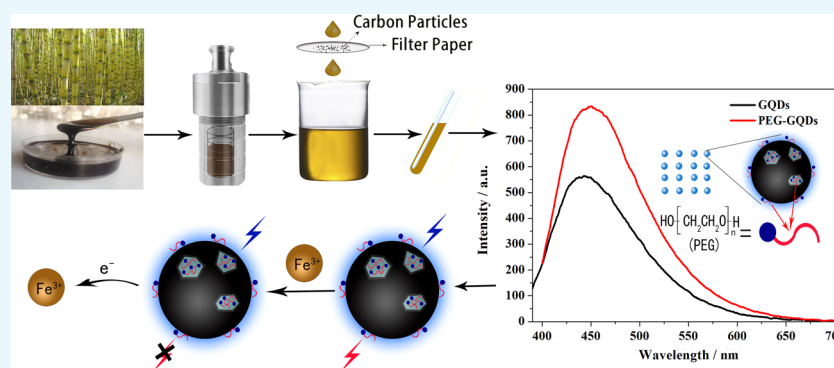 Carbon Particles
Filter Paper
900
800
700
600
500
400
300
200
100
0
Intensity / a.u.
GQDs
PEG-GQDs
HO[CH₂CH₂O]nH
(PEG)
=
400
450
500
550
600
650
700
Wavelength / nm
Fe³⁺
e⁻
Fe³⁺